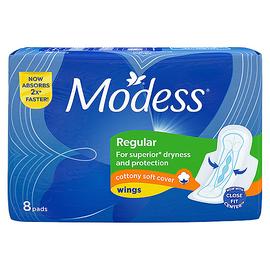 NOW
ABSORBS
2x*
FASTER!
Modess®
Regular
For superior* dryness
and protection
cottony soft cover
wings
8 pads
CLOSE
FIT
CENTER